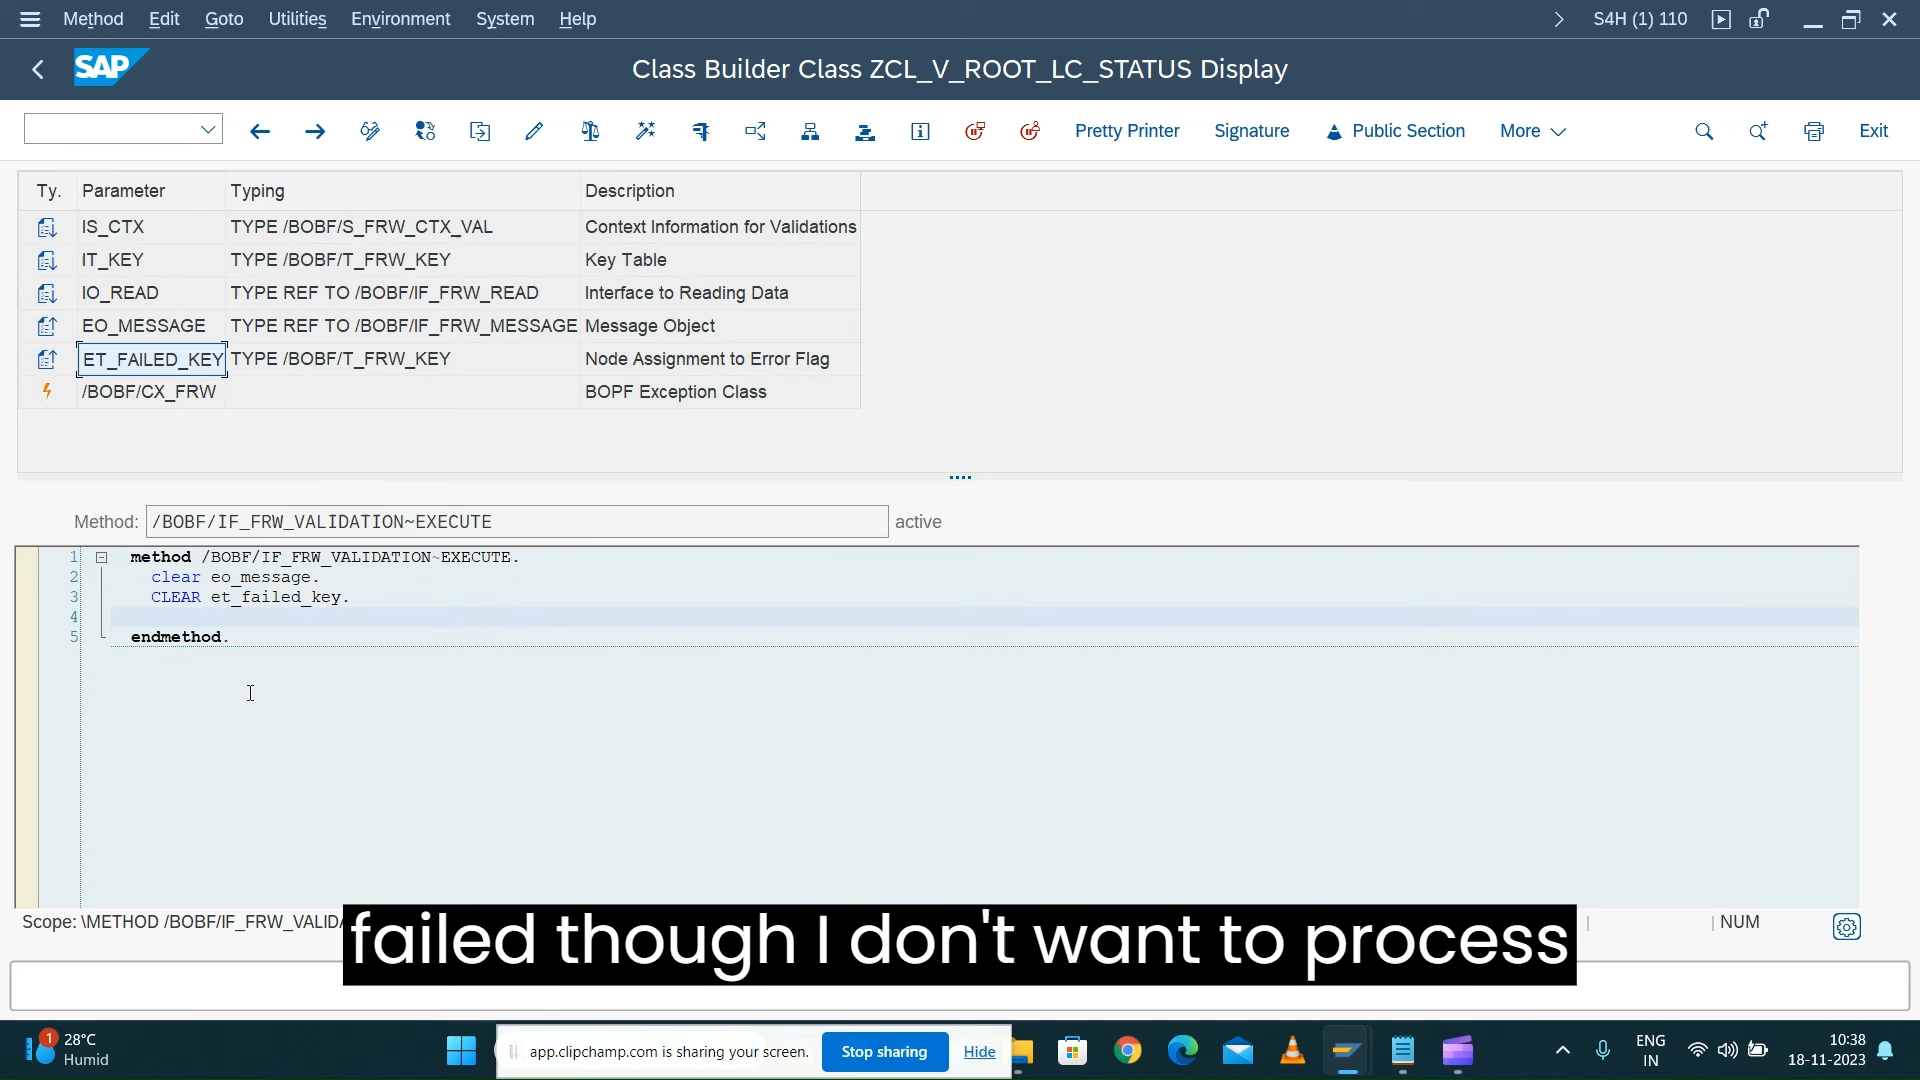 Method Edit Goto Utilities Environment System Help S4H (1) 110
SAP Class Builder Class ZCL_V_ROOT_LC_STATUS Display
Pretty Printer Signature Public Section More Exit
Ty. Parameter Typing Description
IS_CTX TYPE /BOBF/S_FRW_CTX_VAL Context Information for Validations
IT_KEY TYPE /BOBF/T_FRW_KEY Key Table
IO_READ TYPE REF TO /BOBF/IF_FRW_READ Interface to Reading Data
EO_MESSAGE TYPE REF TO /BOBF/IF_FRW_MESSAGE Message Object
ET_FAILED_KEY TYPE /BOBF/T_FRW_KEY Node Assignment to Error Flag
/BOBF/CX_FRW BOPF Exception Class
Method: /BOBF/IF_FRW_VALIDATION~EXECUTE active
1 method /BOBF/IF_FRW_VALIDATION~EXECUTE.
2 clear eo_message.
3 CLEAR et_failed_key.
4
5 endmethod.
Scope: \METHOD /BOBF/IF_FRW_VALIDA NUM
failed though I don't want to process
1 28°C
Humid
app.clipchamp.com is sharing your screen. Stop sharing Hide
ENG
IN
10:38
18-11-2023